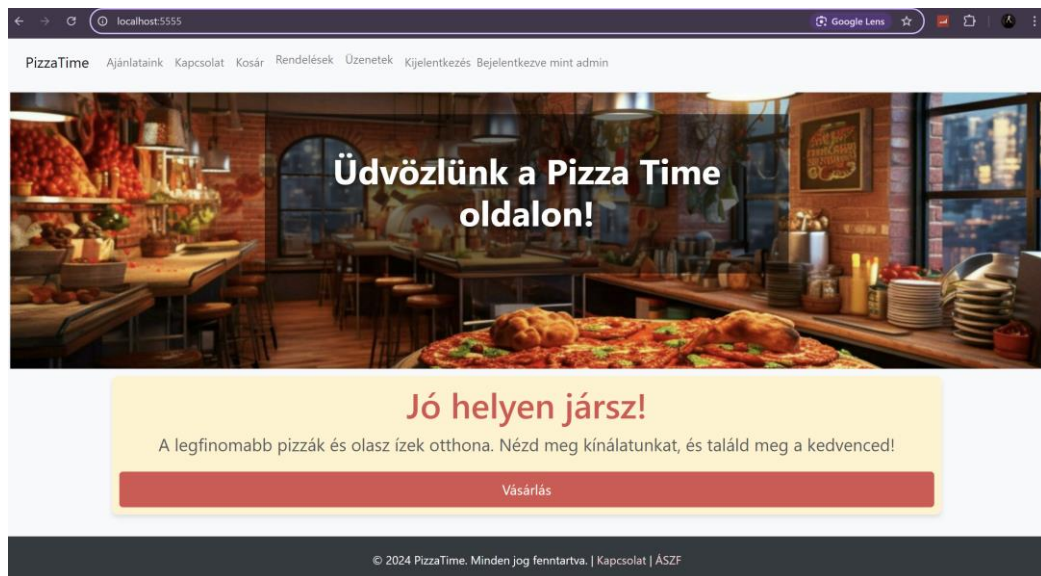 localhost:5555 Google Lens
PizzaTime Ajánlataink Kapcsolat Kosár Rendelések Üzenetek Kijelentkezés Bejelentkezve mint admin
Üdvözlünk a Pizza Time
oldalon!
Jó helyen jársz!
A legfinomabb pizzák és olasz ízek otthona. Nézd meg kínálatunkat, és találd meg a kedvenced!
Vásárlás
© 2024 PizzaTime. Minden jog fenntartva. | Kapcsolat | ÁSZF